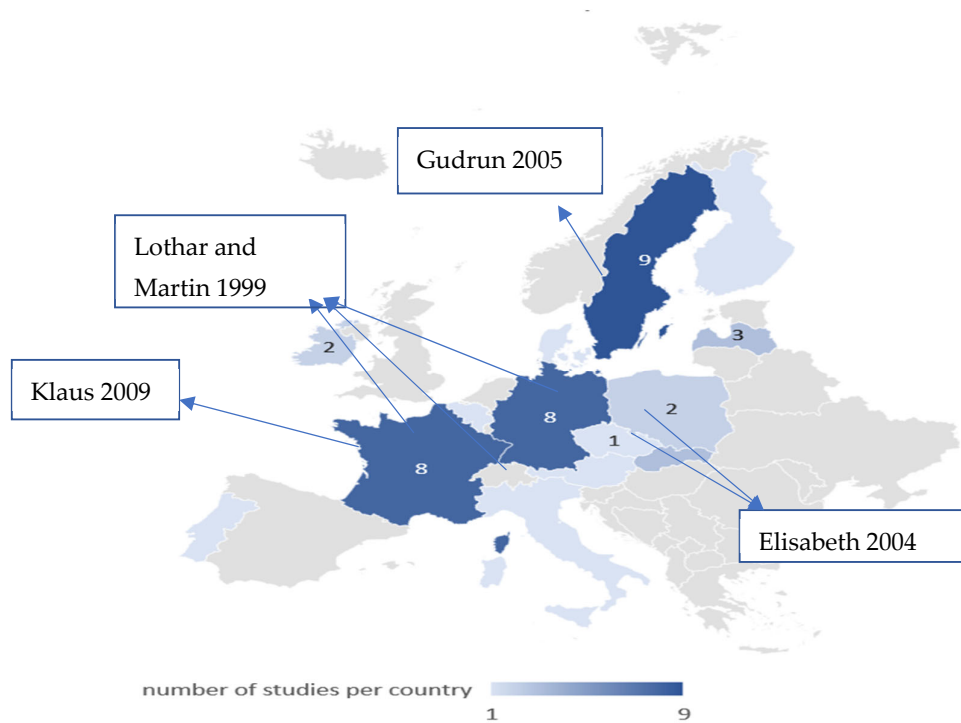 Gudrun 2005
Lothar and
Martin 1999
9
3
2
Klaus 2009
2
8
1
8
Elisabeth 2004
number of studies per country
1
9